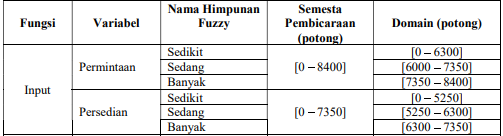 Fungsi Variabel Nama Himpunan Fuzzy Semesta Pembicaraan (potong) Domain (potong)
Input Permintaan Sedikit [0 – 8400] [0 – 6300]
Sedang [6000 – 7350]
Banyak [7350 – 8400]
Persedian Sedikit [0 – 7350] [0 – 5250]
Sedang [5250 – 6300]
Banyak [6300 – 7350]